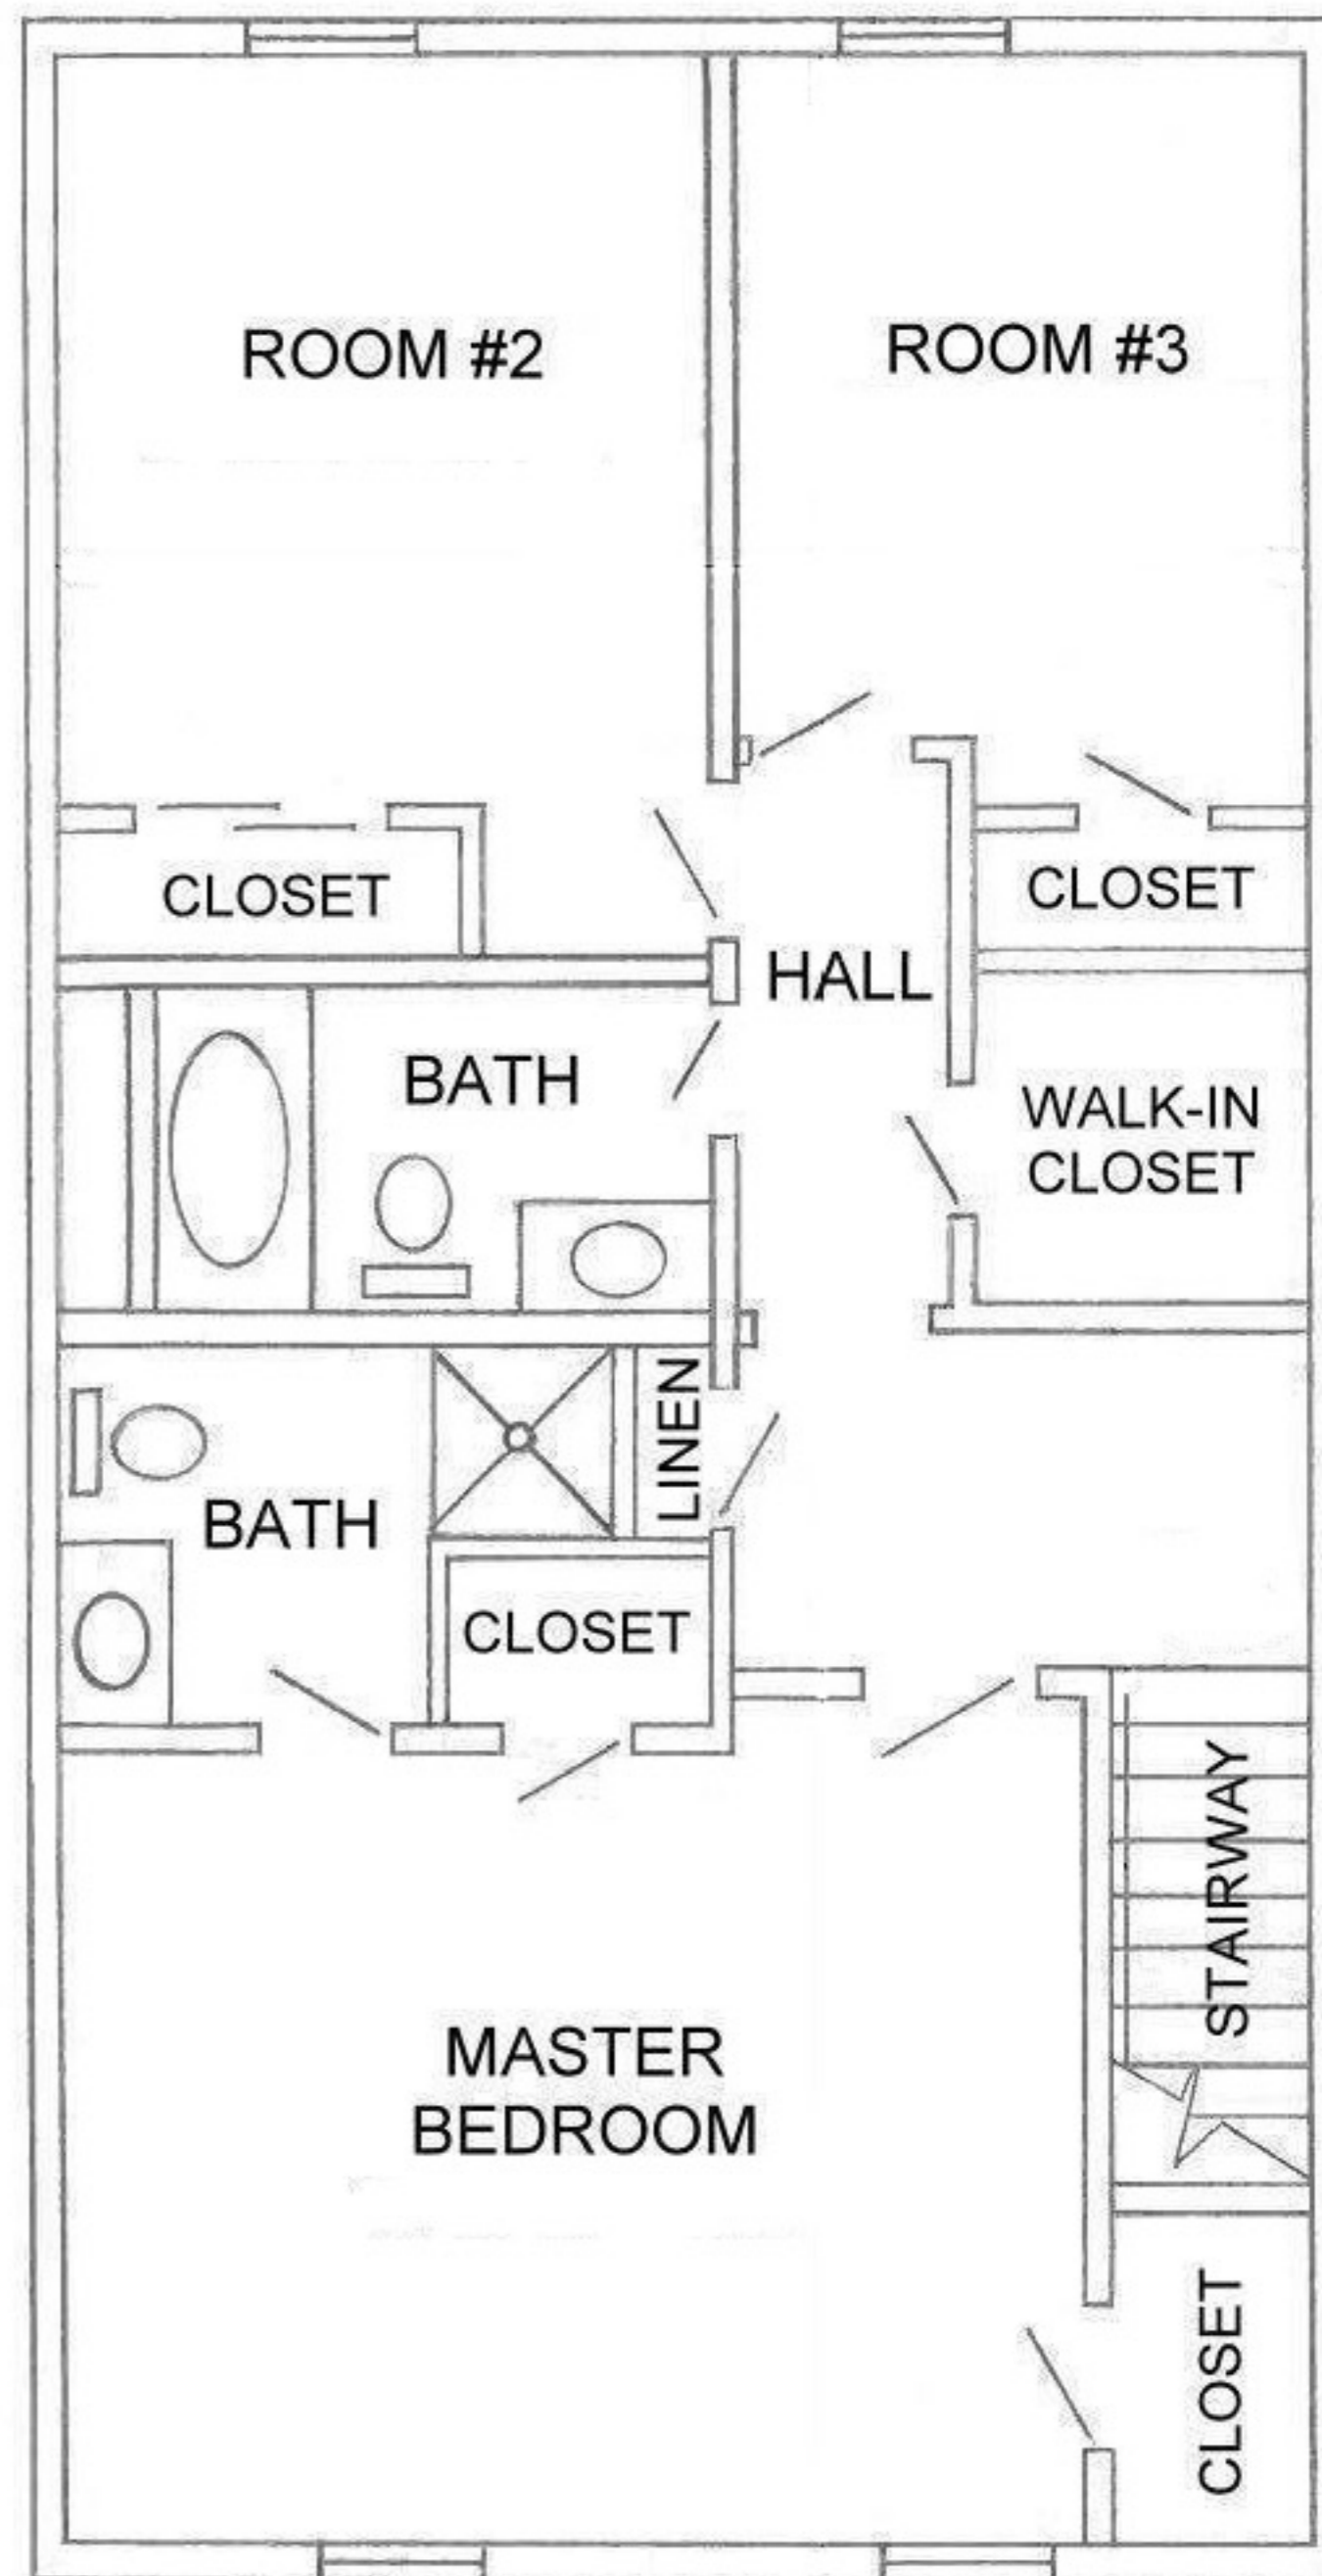 ROOM #2
ROOM #3
CLOSET
CLOSET
HALL
BATH
WALK-IN
CLOSET
LINEN
BATH
CLOSET
STAIRWAY
MASTER
BEDROOM
CLOSET